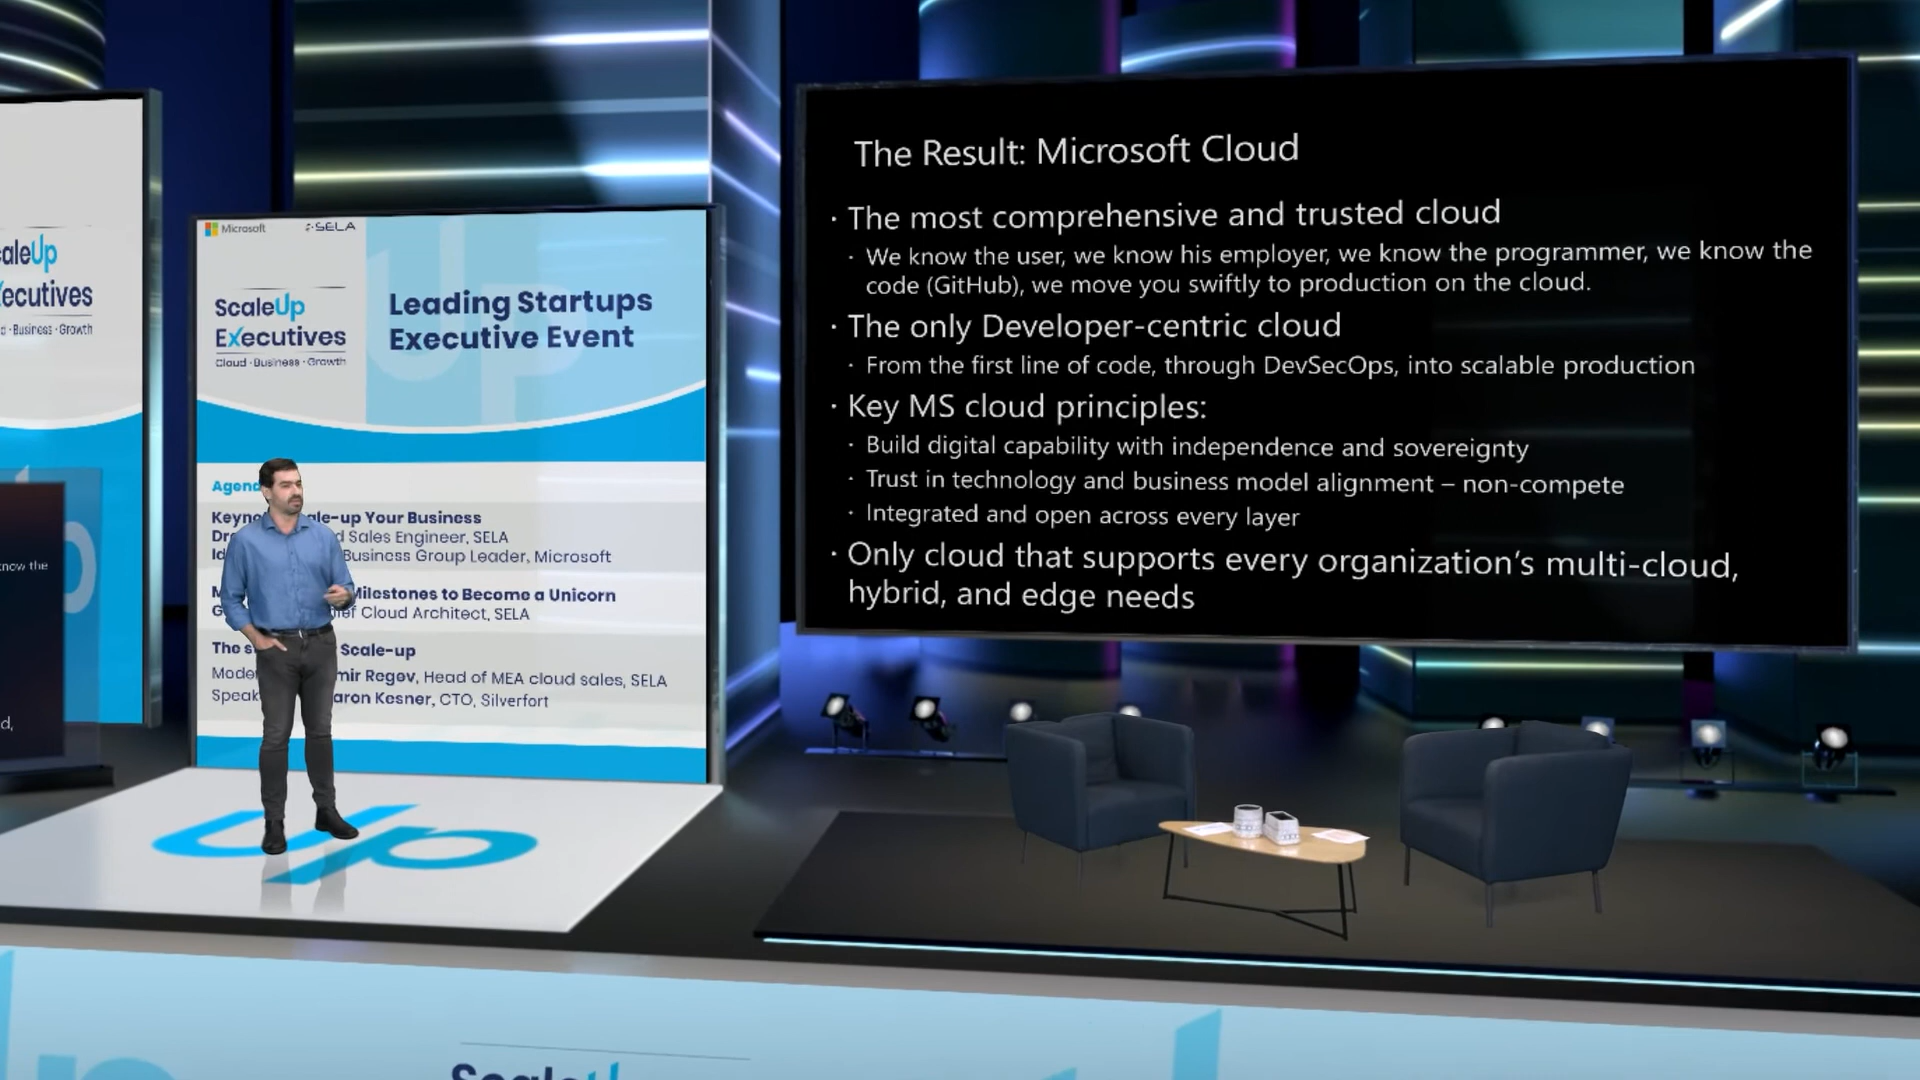 caleUp
Executives
d · Business · Growth
now the
d,
Microsoft
SELA
ScaleUp
Executives
Cloud · Business · Growth
Leading Startups
Executive Event
Agend
Keyno le-up Your Business
Dr d Sales Engineer, SELA
Id Business Group Leader, Microsoft
M Milestones to Become a Unicorn
G ief Cloud Architect, SELA
The s Scale-up
Mode mir Regev, Head of MEA cloud sales, SELA
Speak aron Kesner, CTO, Silverfort
Up
The Result: Microsoft Cloud
· The most comprehensive and trusted cloud
· We know the user, we know his employer, we know the programmer, we know the
code (GitHub), we move you swiftly to production on the cloud.
· The only Developer-centric cloud
· From the first line of code, through DevSecOps, into scalable production
· Key MS cloud principles:
· Build digital capability with independence and sovereignty
· Trust in technology and business model alignment – non-compete
· Integrated and open across every layer
· Only cloud that supports every organization's multi-cloud,
hybrid, and edge needs
ScaleU